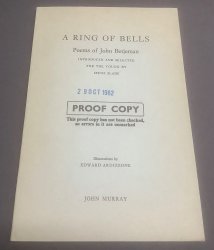 A RING OF BELLS
Poems of John Betjeman
INTRODUCED AND SELECTED
FOR THE YOUNG BY
IRENE SLADE
29 OCT 1962
PROOF COPY
This proof copy has not been checked,
so errors in it are unmarked
Illustrations by
EDWARD ARDIZZONE
JOHN MURRAY